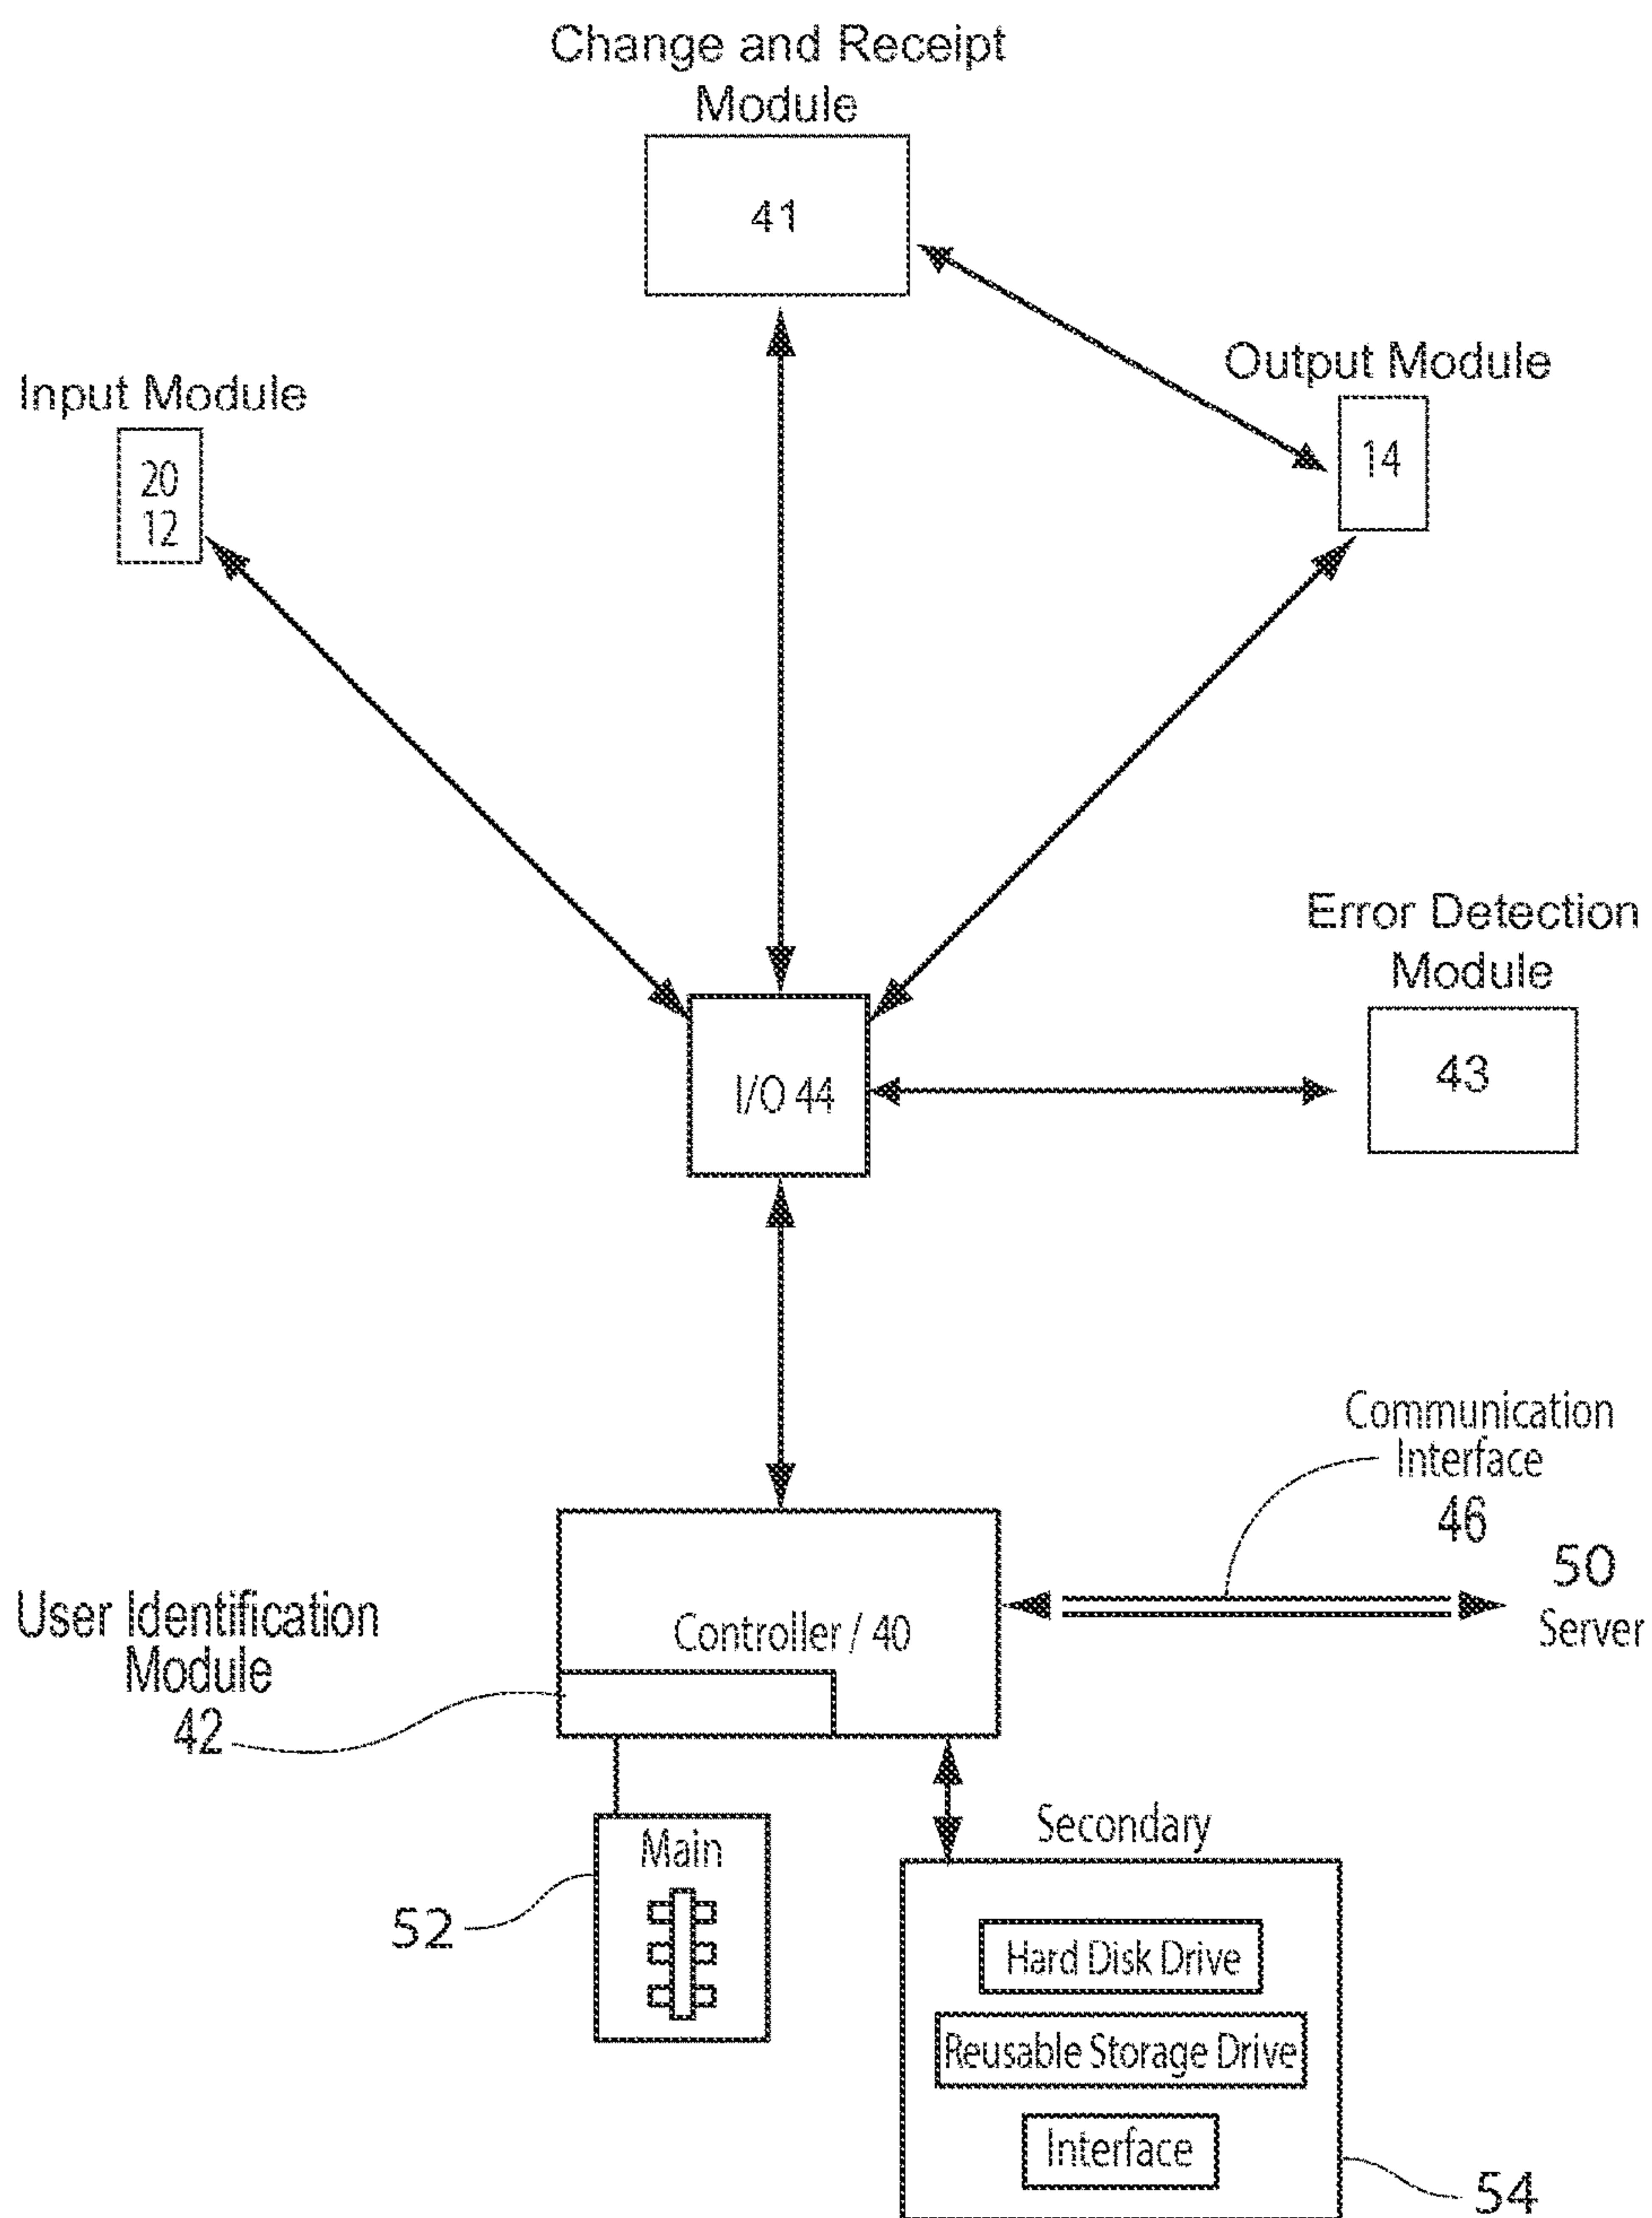 Change and Receipt
Module
41
Output Module
14
Input Module
20
12
Error Detection
Module
43
I/O 44
Communication
Interface
46
50
Server
Controller / 40
User Identification
Module
42
Main
52
Secondary
Hard Disk Drive
Reusable Storage Drive
Interface
54